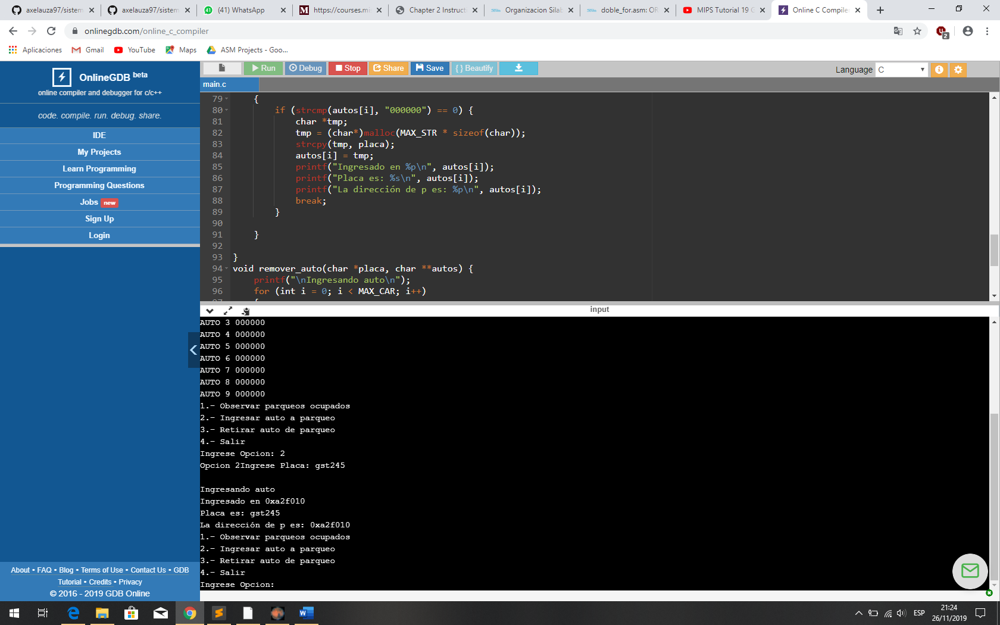 axelauza97/sistem
axelauza97/sistem
(41) WhatsApp
https://courses.mi
Chapter 2 Instructi
Organizacion Silab
doble_for.asm: OR
MIPS Tutorial 19 G
Online C Compiler
onlinegdb.com/online_c_compiler
2
Aplicaciones
Gmail
YouTube
Maps
ASM Projects - Goo...
OnlineGDB beta
online compiler and debugger for c/c++
code. compile. run. debug. share.
IDE
My Projects
Learn Programming
Programming Questions
Jobs new
Sign Up
Login
About • FAQ • Blog • Terms of Use • Contact Us • GDB
Tutorial • Credits • Privacy
© 2016 - 2019 GDB Online
Run Debug Stop Share Save { } Beautify
Language C
main.c
79 {
80 if (strcmp(autos[i], "000000") == 0) {
81 char *tmp;
82 tmp = (char*)malloc(MAX_STR * sizeof(char));
83 strcpy(tmp, placa);
84 autos[i] = tmp;
85 printf("Ingresado en %p\n", autos[i]);
86 printf("Placa es: %s\n", autos[i]);
87 printf("La dirección de p es: %p\n", autos[i]);
88 break;
89 }
90
91 }
92
93 }
94 void remover_auto(char *placa, char **autos) {
95 printf("\nIngresando auto\n");
96 for (int i = 0; i < MAX_CAR; i++)
97 {
input
AUTO 3 000000
AUTO 4 000000
AUTO 5 000000
AUTO 6 000000
AUTO 7 000000
AUTO 8 000000
AUTO 9 000000
1.- Observar parqueos ocupados
2.- Ingresar auto a parqueo
3.- Retirar auto de parqueo
4.- Salir
Ingrese Opcion: 2
Opcion 2Ingrese Placa: gst245
Ingresando auto
Ingresado en 0xa2f010
Placa es: gst245
La dirección de p es: 0xa2f010
1.- Observar parqueos ocupados
2.- Ingresar auto a parqueo
3.- Retirar auto de parqueo
4.- Salir
Ingrese Opcion:
ESP
21:24
26/11/2019